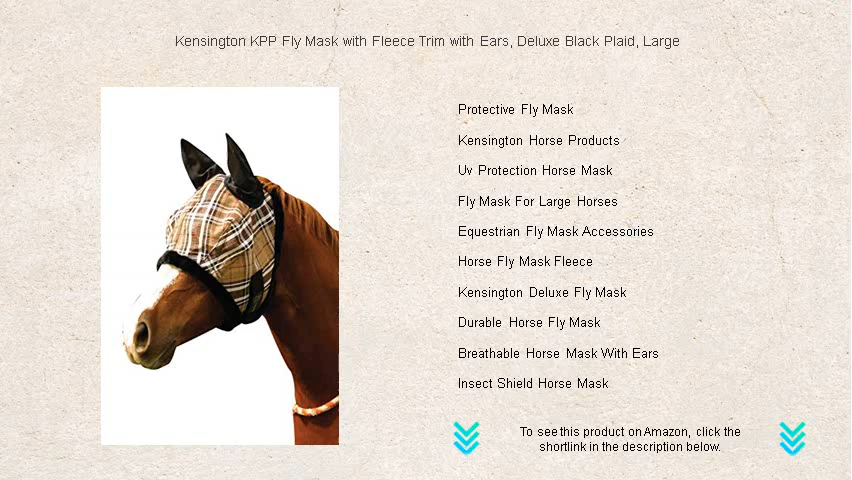 Kensington KPP Fly Mask with Fleece Trim with Ears, Deluxe Black Plaid, Large
Protective Fly Mask
Kensington Horse Products
Uv Protection Horse Mask
Fly Mask For Large Horses
Equestrian Fly Mask Accessories
Horse Fly Mask Fleece
Kensington Deluxe Fly Mask
Durable Horse Fly Mask
Breathable Horse Mask With Ears
Insect Shield Horse Mask
To see this product on Amazon, click the
shortlink in the description below.